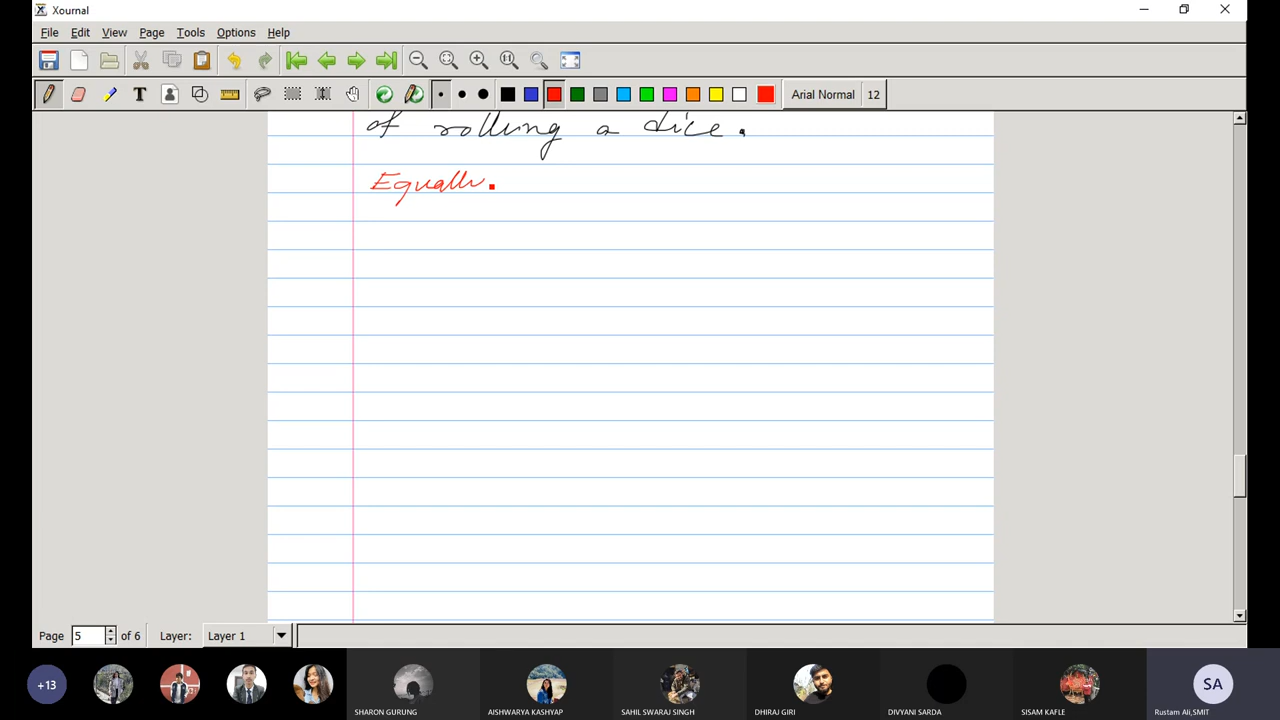 Xournal
File Edit View Page Tools Options Help
Arial Normal 12
of rolling a dice.
Equally
Page 5 of 6 Layer: Layer 1
+13
SHARON GURUNG AISHWARYA KASHYAP SAHIL SWARAJ SINGH DHIRAJ GIRI DIVYANI SARDA SISAM KAFLE SA Rustam Ali,SMIT